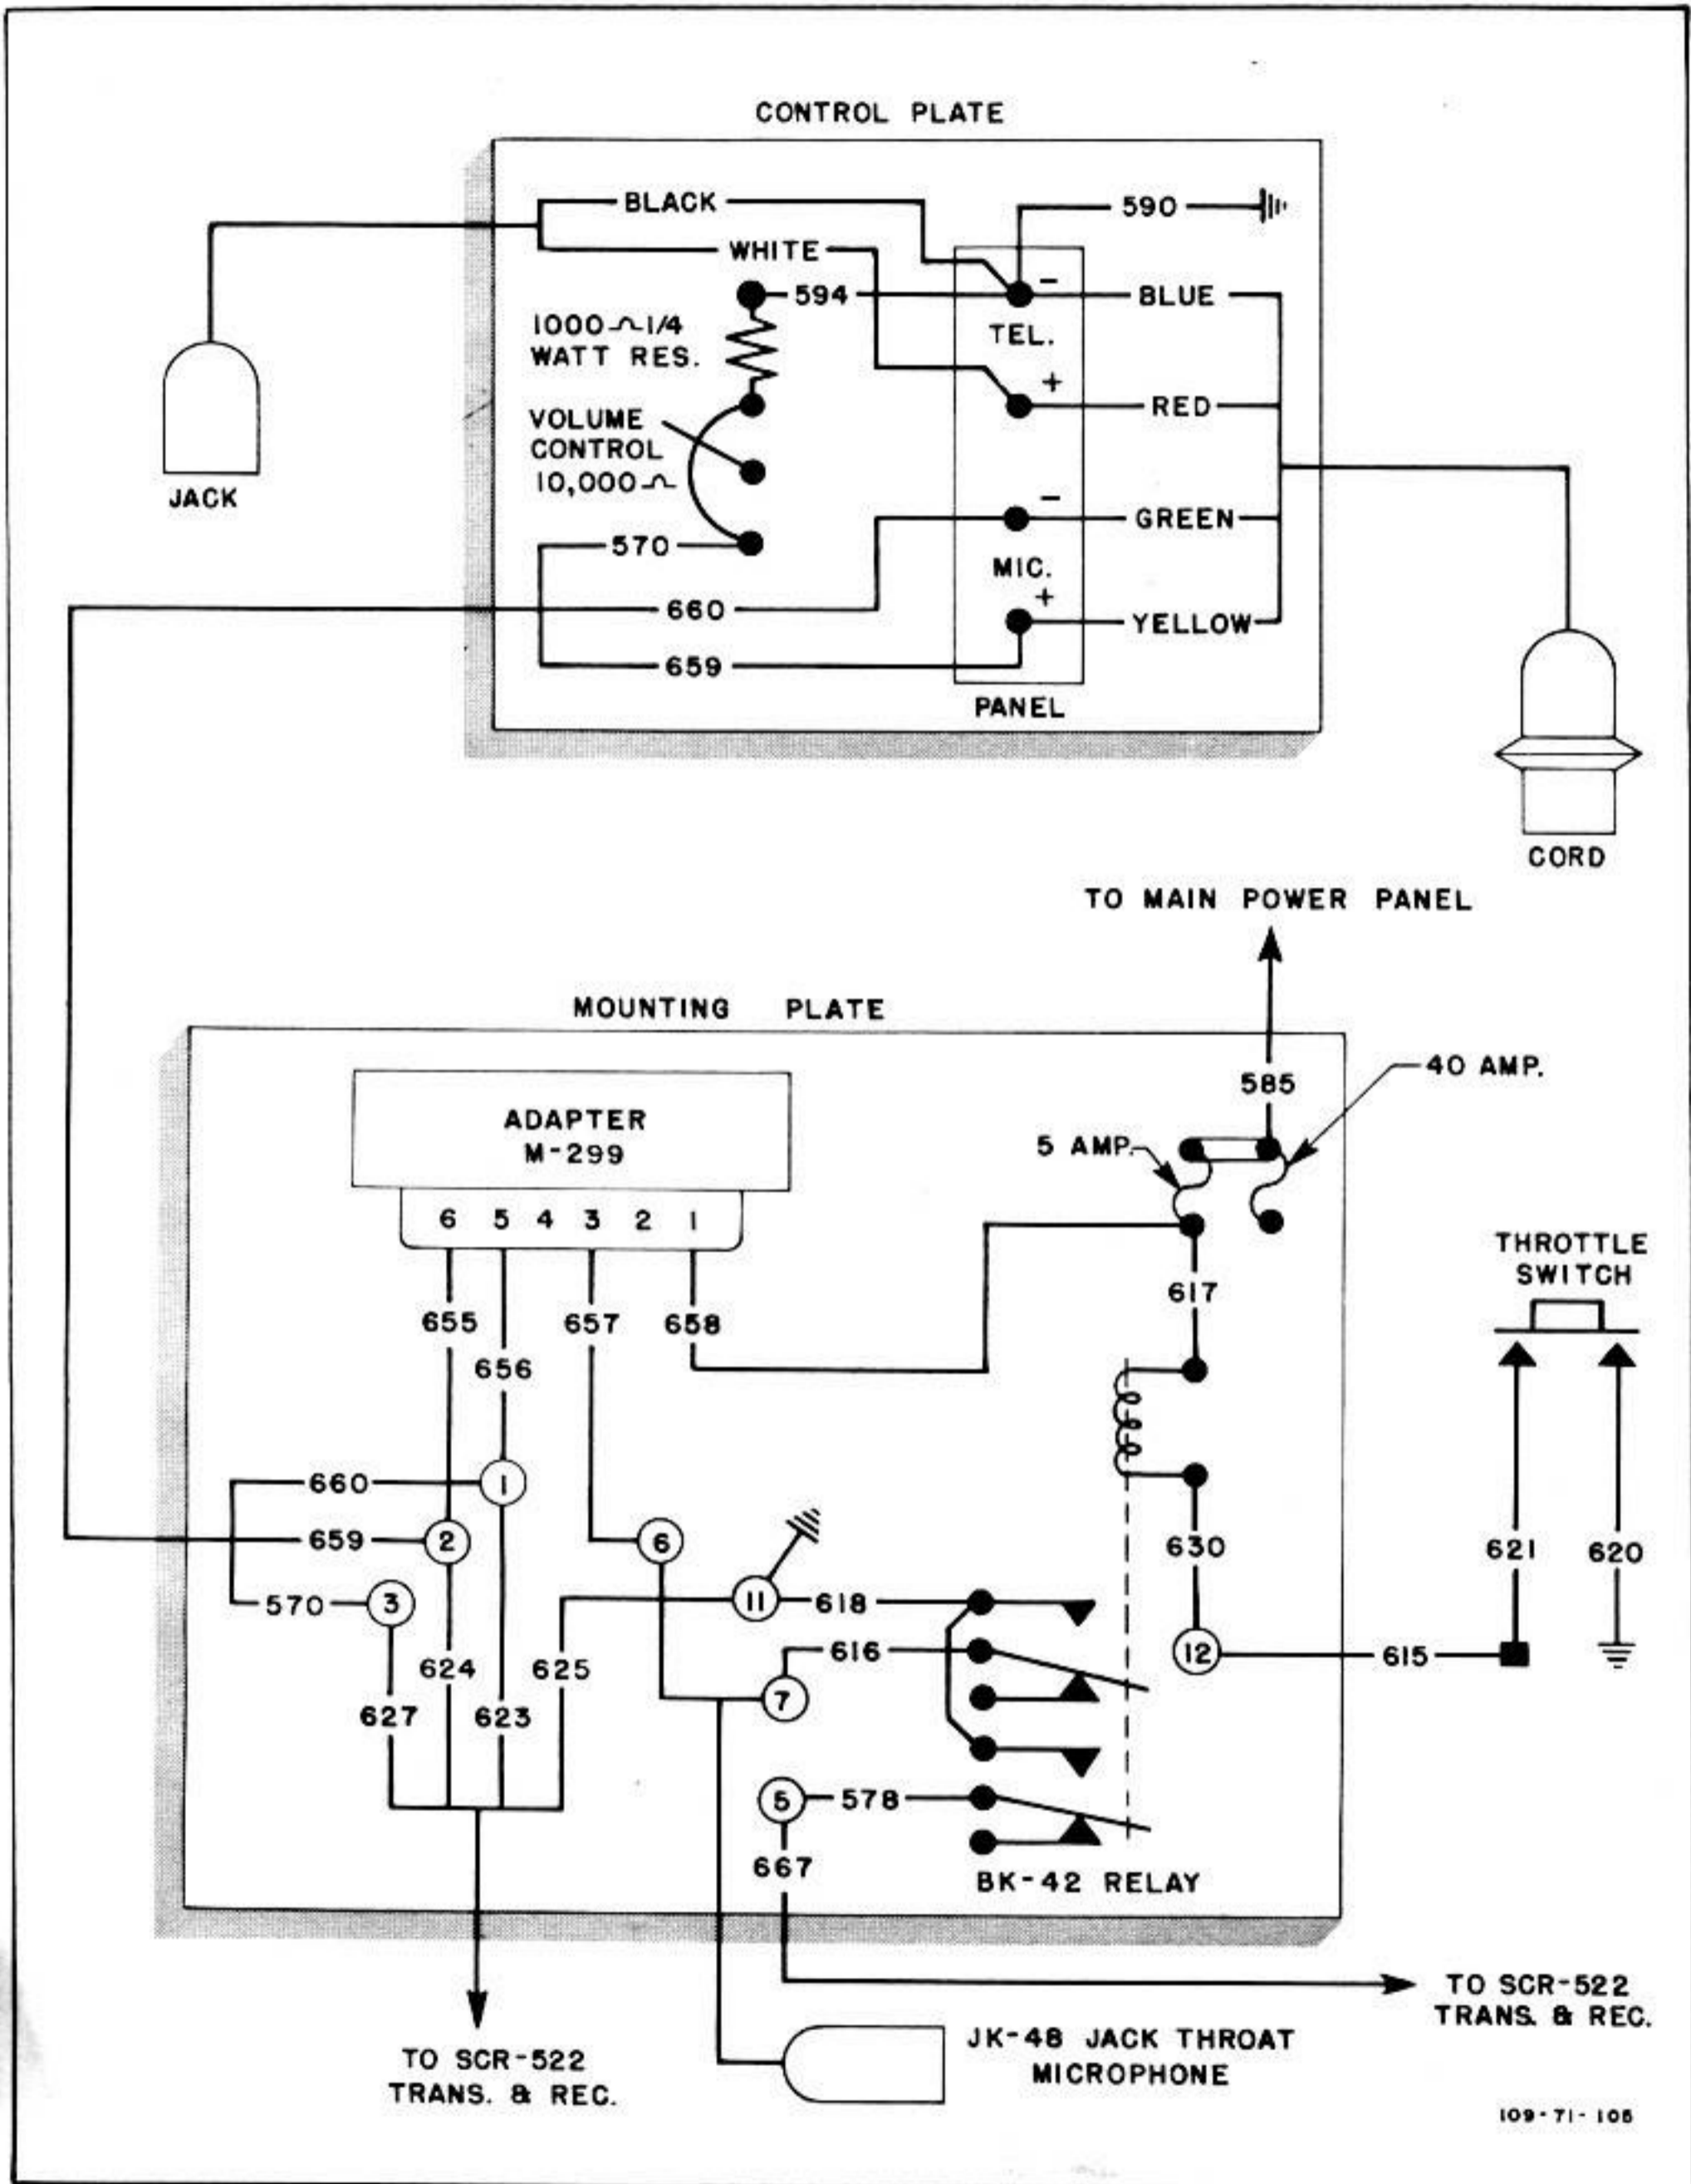 CONTROL PLATE
BLACK
590
WHITE
594
BLUE
1000 ⌒ 1/4
WATT RES.
TEL.
−
+
RED
VOLUME
CONTROL
10,000 ⌒
JACK
−
GREEN
570
MIC.
+
660
YELLOW
659
PANEL
CORD
TO MAIN POWER PANEL
MOUNTING PLATE
40 AMP.
585
ADAPTER
M-299
5 AMP.
6 5 4 3 2 1
THROTTLE
SWITCH
617
655
657
658
656
660
1
659
2
6
630
621
620
570
3
11
618
616
12
615
624
625
7
627
623
5
578
667
BK-42 RELAY
TO SCR-522
TRANS. & REC.
JK-48 JACK THROAT
MICROPHONE
TO SCR-522
TRANS. & REC.